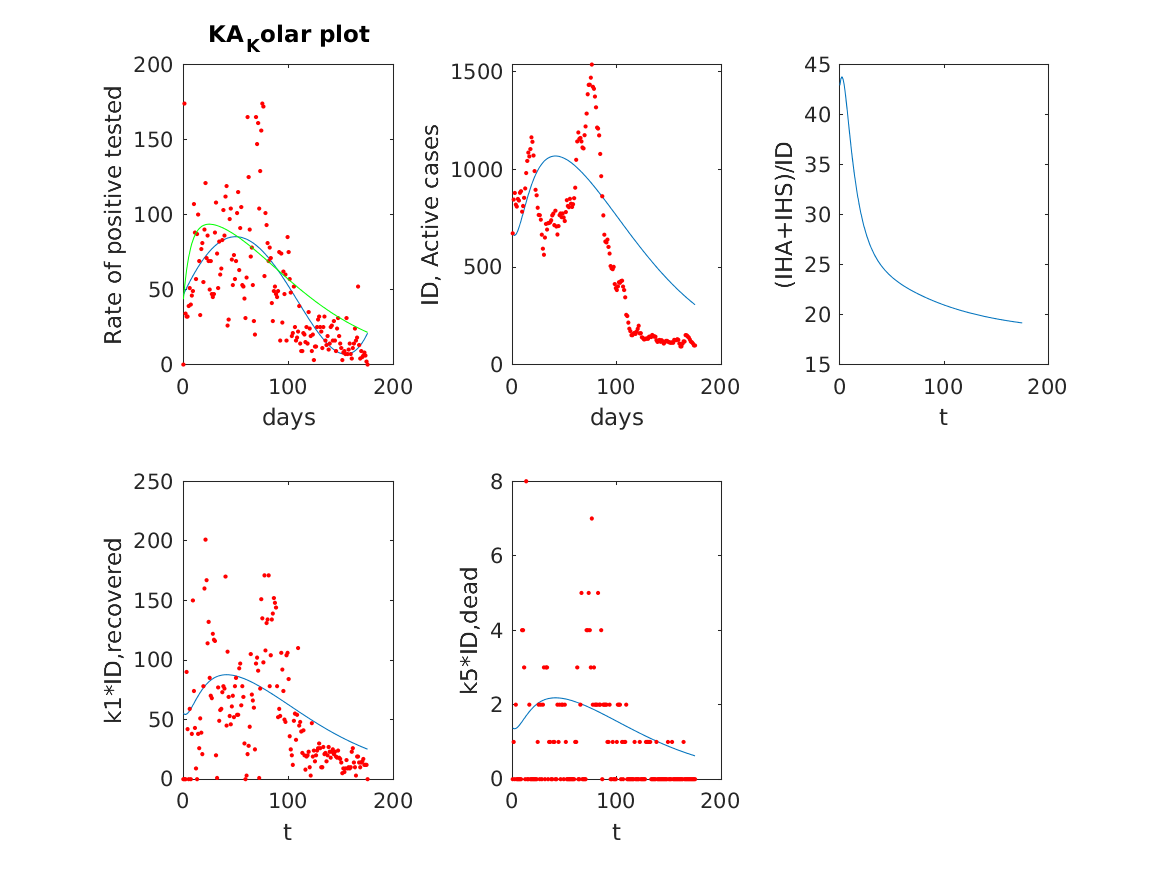 KA_Kolar plot
Rate of positive tested
200
150
100
50
0
0 100 200
days
ID, Active cases
1500
1000
500
0
0 100 200
days
(IHA+IHS)/ID
45
40
35
30
25
20
15
0 100 200
t
k1*ID,recovered
250
200
150
100
50
0
0 100 200
t
k5*ID,dead
8
6
4
2
0
0 100 200
t